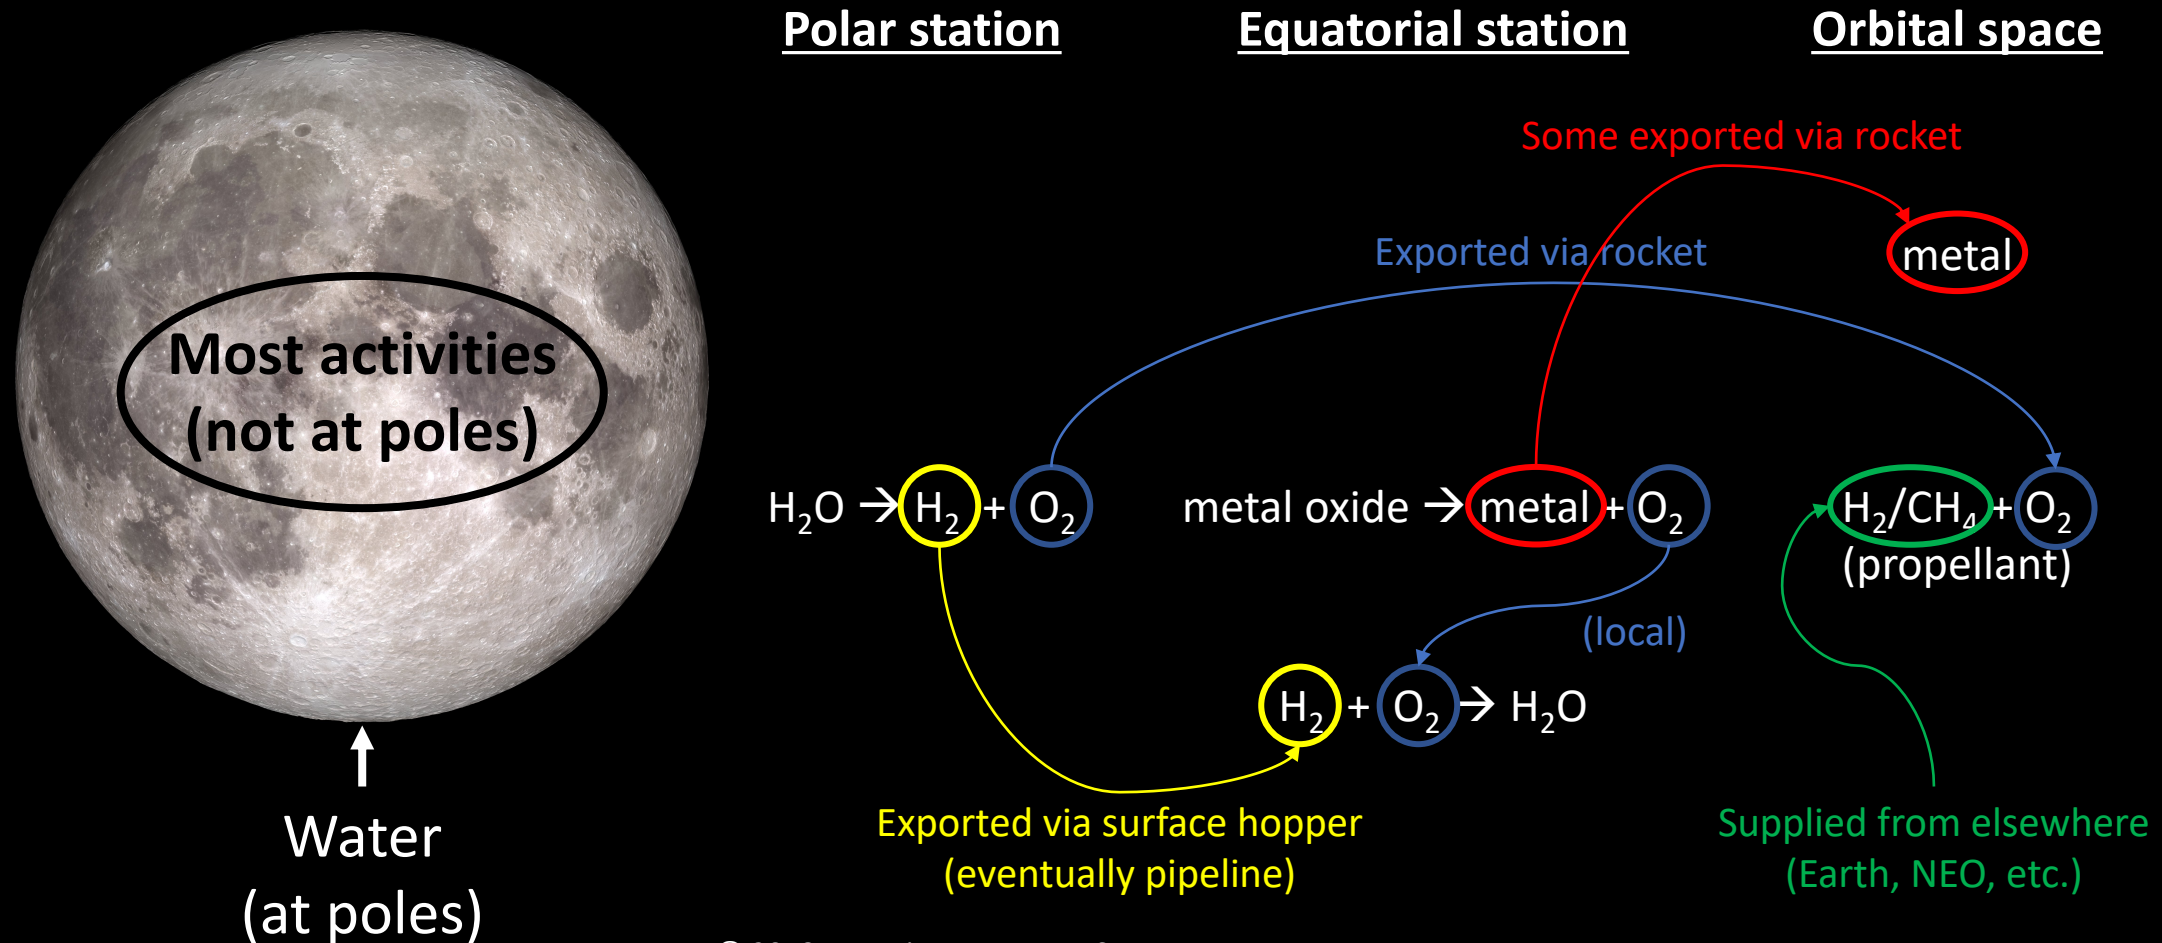 Polar station
Equatorial station
Orbital space
Some exported via rocket
metal
Exported via rocket
Most activities
(not at poles)
H₂O → H₂ + O₂
metal oxide → metal + O₂
H₂/CH₄ + O₂
(propellant)
(local)
H₂ + O₂ → H₂O
Water
(at poles)
Exported via surface hopper
(eventually pipeline)
Supplied from elsewhere
(Earth, NEO, etc.)